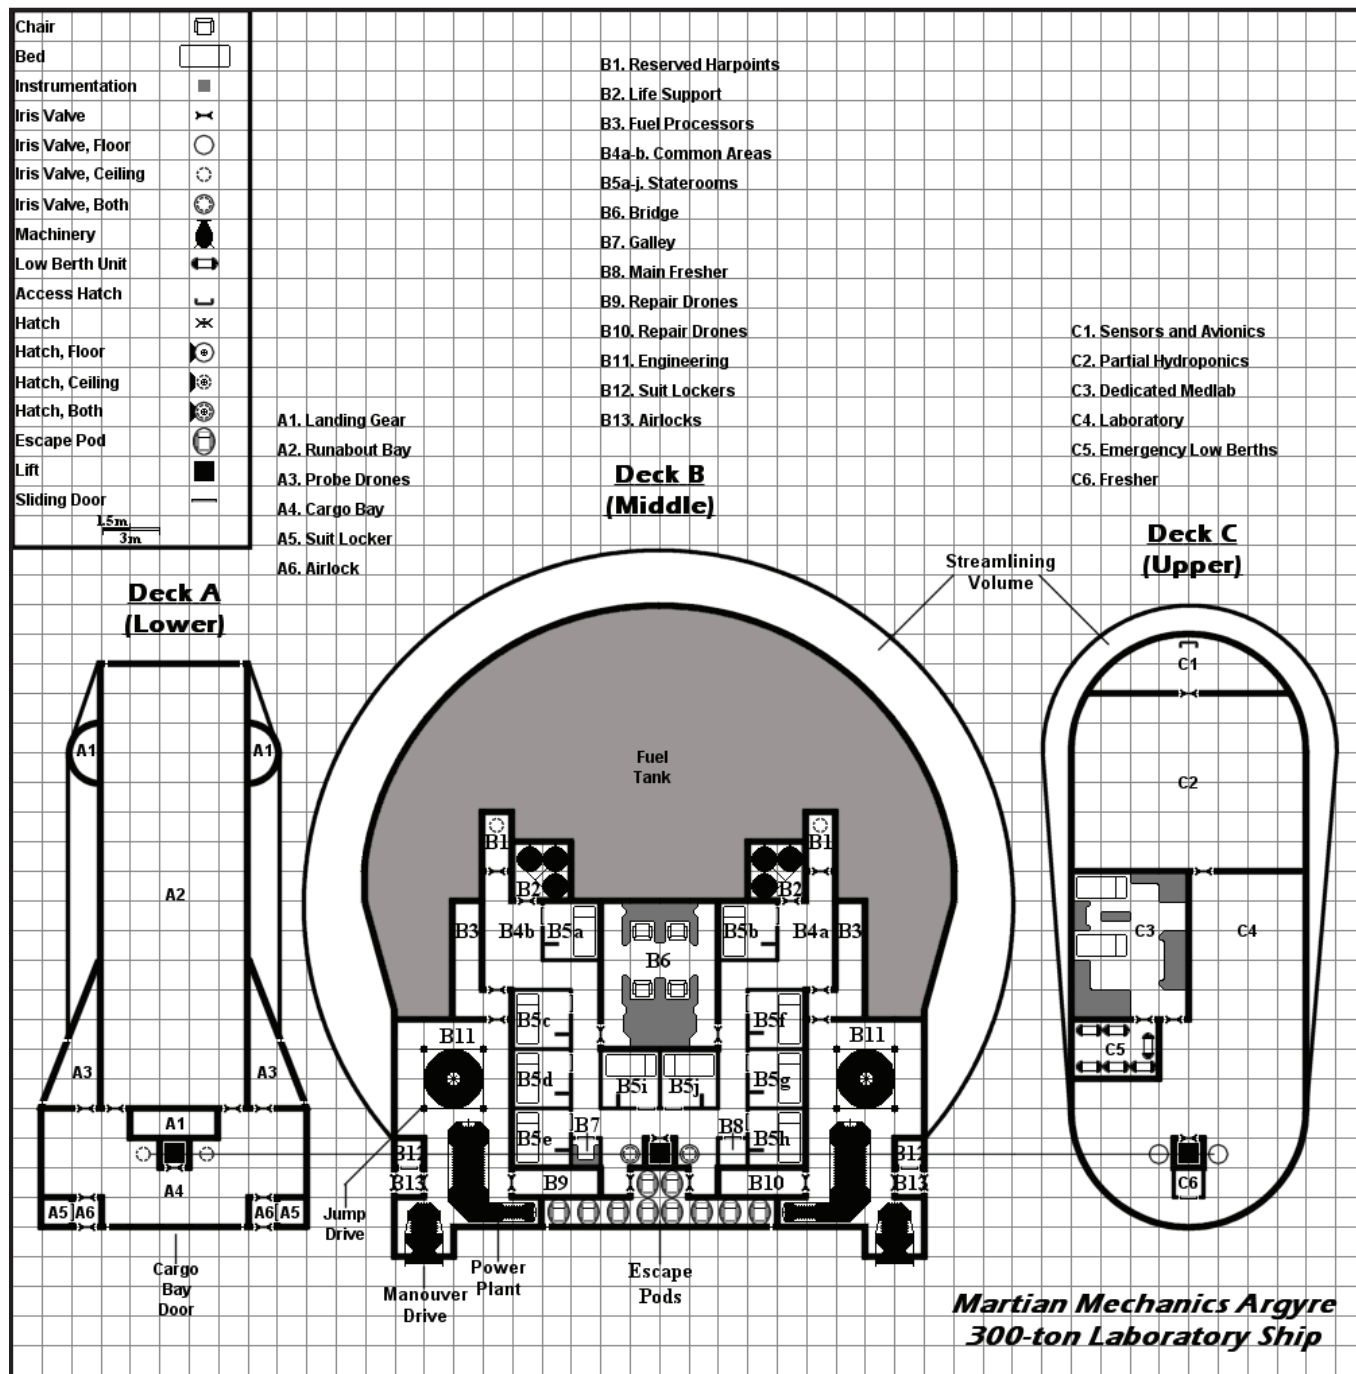 Chair
Bed
Instrumentation
Iris Valve
Iris Valve, Floor
Iris Valve, Ceiling
Iris Valve, Both
Machinery
Low Berth Unit
Access Hatch
Hatch
Hatch, Floor
Hatch, Ceiling
Hatch, Both
Escape Pod
Lift
Sliding Door
1.5m
3m
A1. Landing Gear
A2. Runabout Bay
A3. Probe Drones
A4. Cargo Bay
A5. Suit Locker
A6. Airlock
B1. Reserved Harpoints
B2. Life Support
B3. Fuel Processors
B4a-b. Common Areas
B5a-j. Staterooms
B6. Bridge
B7. Galley
B8. Main Fresher
B9. Repair Drones
B10. Repair Drones
B11. Engineering
B12. Suit Lockers
B13. Airlocks
C1. Sensors and Avionics
C2. Partial Hydroponics
C3. Dedicated Medlab
C4. Laboratory
C5. Emergency Low Berths
C6. Fresher
Deck A
(Lower)
A1
A1
A2
A3
A3
A1
A4
A5
A6
A6
A5
Cargo
Bay
Door
Deck B
(Middle)
Streamlining
Volume
Fuel
Tank
B1
B1
B2
B2
B3
B4b
B5a
B6
B5b
B4a
B3
B11
B5c
B5f
B11
B5d
B5i
B5j
B5g
B7
B8
B5e
B5h
B12
B12
B13
B9
B10
B13
Jump
Drive
Manouver
Drive
Power
Plant
Escape
Pods
Deck C
(Upper)
C1
C2
C3
C4
C5
C6
Martian Mechanics Argyre
300-ton Laboratory Ship